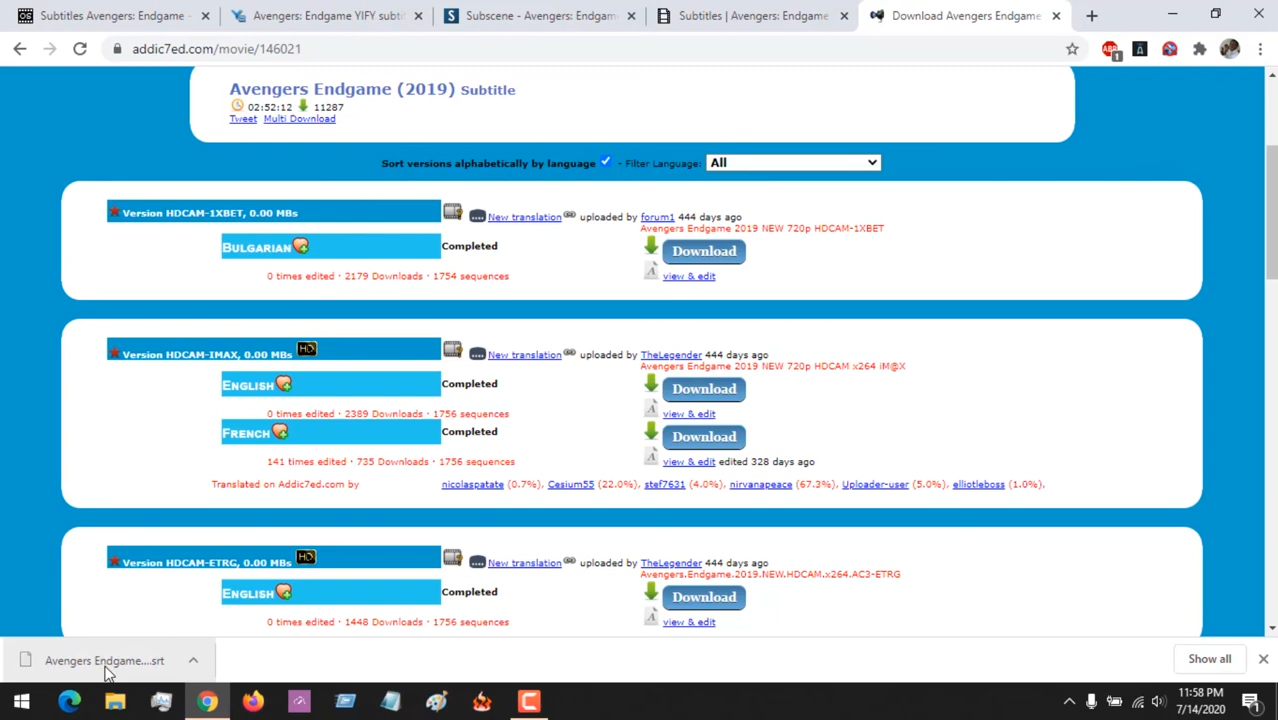 Subtitles Avengers: Endgame -
Avengers: Endgame YIFY subti
Subscene - Avengers: Endgam
Subtitles | Avengers: Endgame
Download Avengers Endgame
addic7ed.com/movie/146021
Avengers Endgame (2019) Subtitle
02:52:12 11287
Tweet Multi Download
Sort versions alphabetically by language - Filter Language: All
Version HDCAM-1XBET, 0.00 MBs New translation uploaded by forum1 444 days ago
Avengers Endgame 2019 NEW 720p HDCAM-1XBET
BULGARIAN Completed Download
0 times edited · 2179 Downloads · 1754 sequences view & edit
Version HDCAM-IMAX, 0.00 MBs HD New translation uploaded by TheLegender 444 days ago
Avengers Endgame 2019 NEW 720p HDCAM x264 iM@X
ENGLISH Completed Download
0 times edited · 2389 Downloads · 1756 sequences view & edit
FRENCH Completed Download
141 times edited · 735 Downloads · 1756 sequences view & edit edited 328 days ago
Translated on Addic7ed.com by nicolaspatate (0.7%), Cesium55 (22.0%), stef7631 (4.0%), nirvanapeace (67.3%), Uploader-user (5.0%), elliotleboss (1.0%),
Version HDCAM-ETRG, 0.00 MBs HD New translation uploaded by TheLegender 444 days ago
Avengers.Endgame.2019.NEW.HDCAM.x264.AC3-ETRG
ENGLISH Completed Download
0 times edited · 1448 Downloads · 1756 sequences view & edit
Avengers Endgame....srt
Show all
11:58 PM
7/14/2020